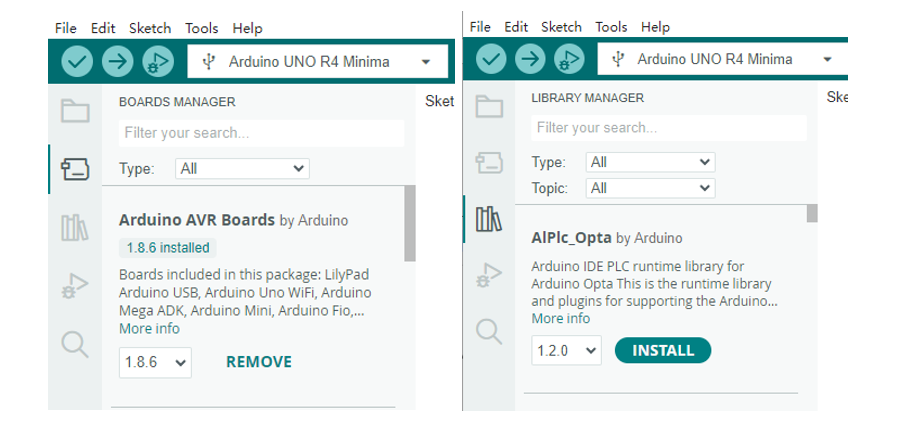 File Edit Sketch Tools Help
Arduino UNO R4 Minima
BOARDS MANAGER
Sket
Filter your search...
Type: All
Arduino AVR Boards by Arduino
1.8.6 installed
Boards included in this package: LilyPad
Arduino USB, Arduino Uno WiFi, Arduino
Mega ADK, Arduino Mini, Arduino Fio,...
More info
1.8.6 REMOVE
File Edit Sketch Tools Help
Arduino UNO R4 Minima
LIBRARY MANAGER
Ske
Filter your search...
Type: All
Topic: All
AlPlc_Opta by Arduino
Arduino IDE PLC runtime library for
Arduino Opta This is the runtime library
and plugins for supporting the Arduino...
More info
1.2.0 INSTALL